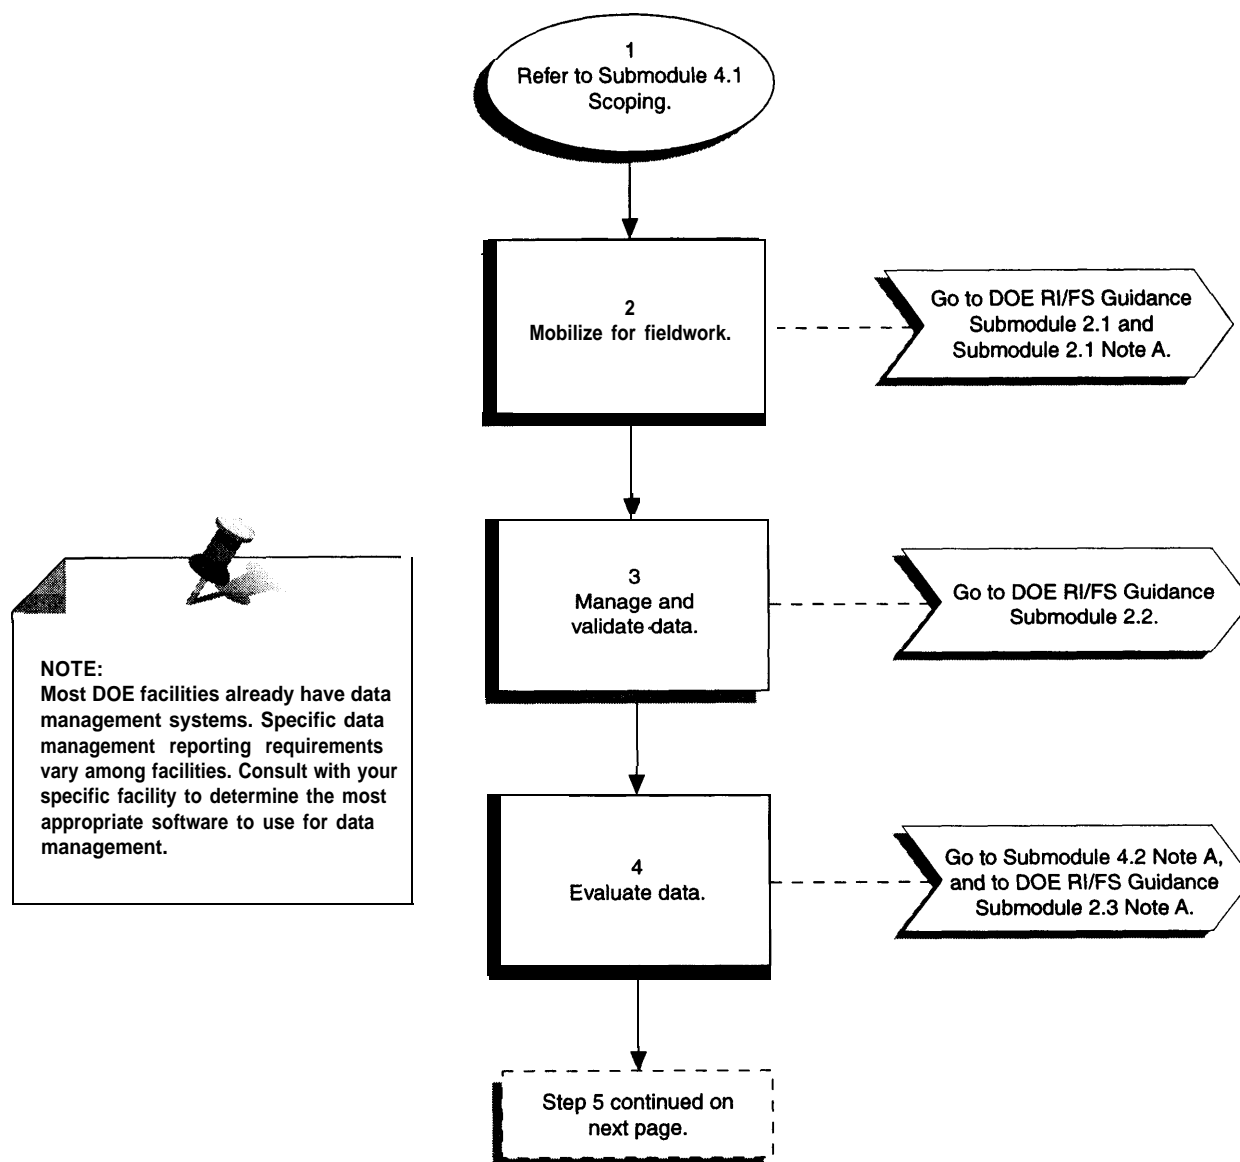 1
Refer to Submodule 4.1
Scoping.
2
Mobilize for fieldwork.
Go to DOE RI/FS Guidance
Submodule 2.1 and
Submodule 2.1 Note A.
3
Manage and
validate data.
Go to DOE RI/FS Guidance
Submodule 2.2.
NOTE:
Most DOE facilities already have data
management systems. Specific data
management reporting requirements
vary among facilities. Consult with your
specific facility to determine the most
appropriate software to use for data
management.
4
Evaluate data.
Go to Submodule 4.2 Note A,
and to DOE RI/FS Guidance
Submodule 2.3 Note A.
Step 5 continued on
next page.